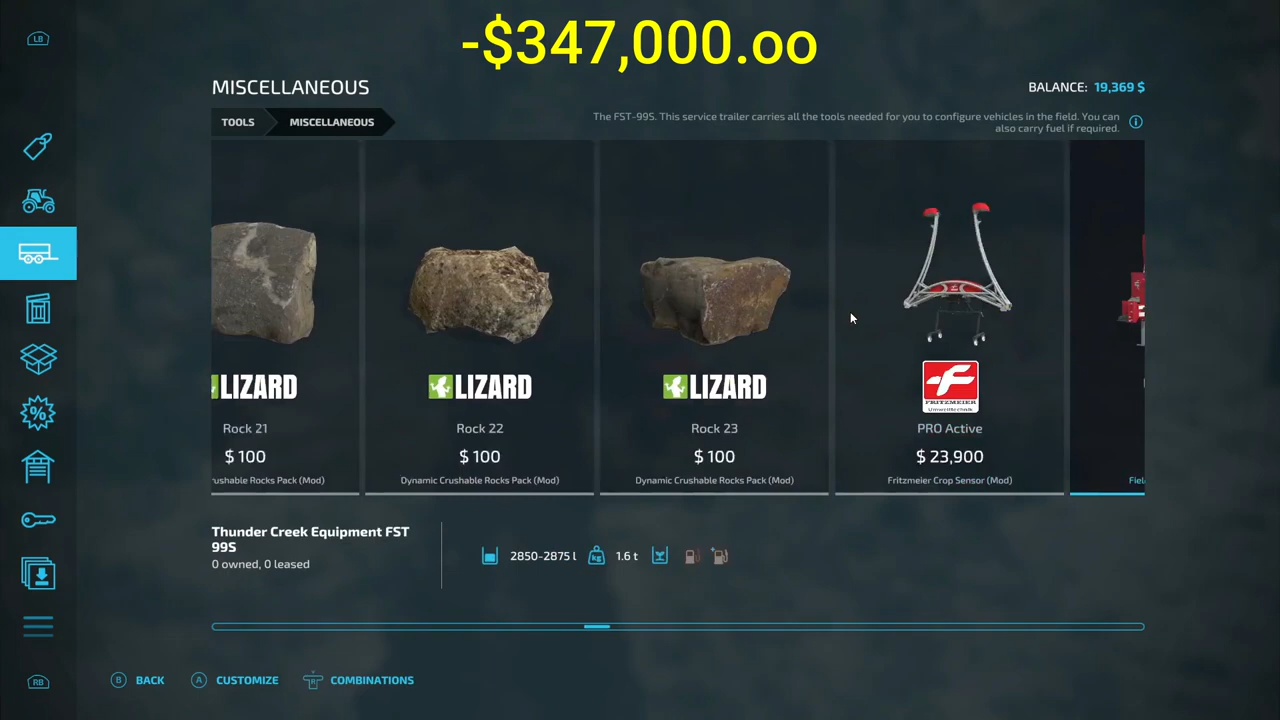 -$347,000.oo
LB
MISCELLANEOUS
BALANCE: 19,369 $
TOOLS
MISCELLANEOUS
The FST-99S. This service trailer carries all the tools needed for you to configure vehicles in the field. You can
also carry fuel if required.
LIZARD
LIZARD
LIZARD
FRITZMEIER
Umwelttechnik
Rock 21
Rock 22
Rock 23
PRO Active
$ 100
$ 100
$ 100
$ 23,900
rushable Rocks Pack (Mod)
Dynamic Crushable Rocks Pack (Mod)
Dynamic Crushable Rocks Pack (Mod)
Fritzmeier Crop Sensor (Mod)
Fiel
Thunder Creek Equipment FST
99S
0 owned, 0 leased
2850-2875 l
kg
1.6 t
RB
B BACK
A CUSTOMIZE
COMBINATIONS